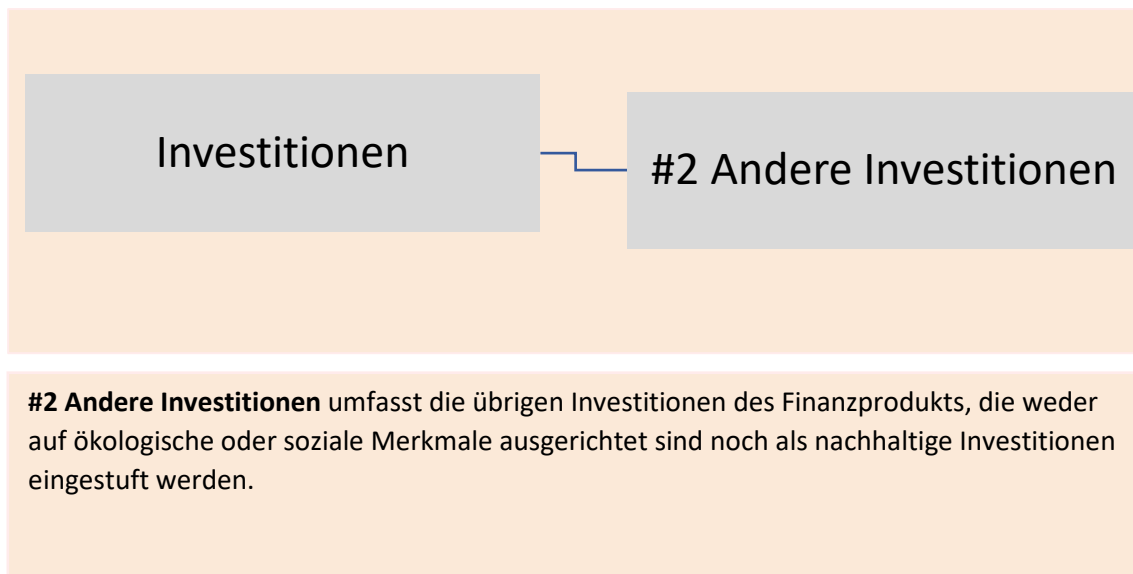 Investitionen
#2 Andere Investitionen
#2 Andere Investitionen umfasst die übrigen Investitionen des Finanzprodukts, die weder
auf ökologische oder soziale Merkmale ausgerichtet sind noch als nachhaltige Investitionen
eingestuft werden.